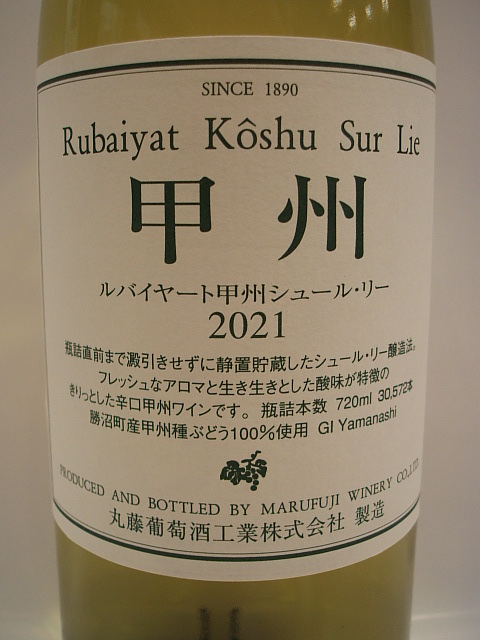 SINCE 1890
Rubaiyat Kôshu Sur Lie
甲州
ルバイヤート甲州シュール・リー
2021
瓶詰直前まで澱引きせずに静置貯蔵したシュール・リー醸造法。
フレッシュなアロマと生き生きとした酸味が特徴の
きりっとした辛口甲州ワインです。 瓶詰本数 720ml 30,572本
勝沼町産甲州種ぶどう100%使用 GI Yamanashi
PRODUCED AND BOTTLED BY MARUFUJI WINERY CO.,LTD.
丸藤葡萄酒工業株式会社 製造